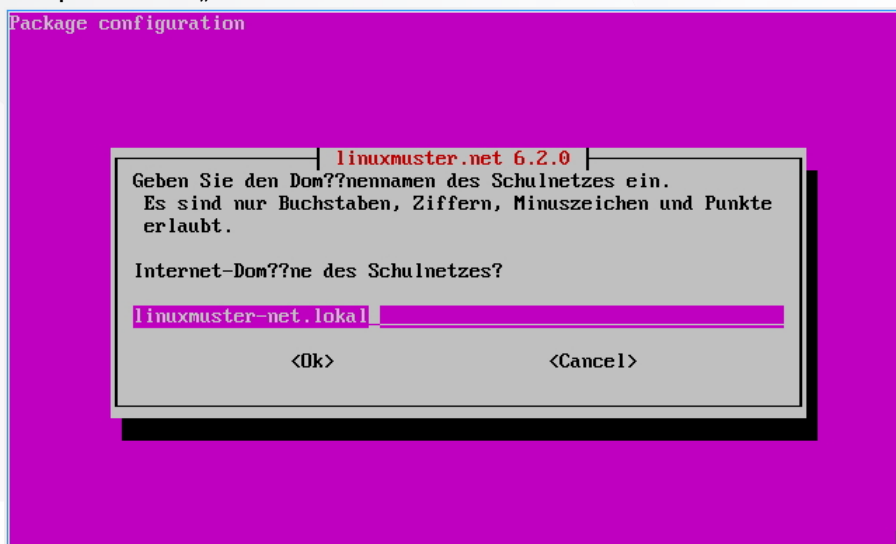 Package configuration
linuxmuster.net 6.2.0
Geben Sie den Dom??nennamen des Schulnetzes ein.
Es sind nur Buchstaben, Ziffern, Minuszeichen und Punkte
erlaubt.
Internet-Dom??ne des Schulnetzes?
linuxmuster-net.lokal
<Ok> <Cancel>